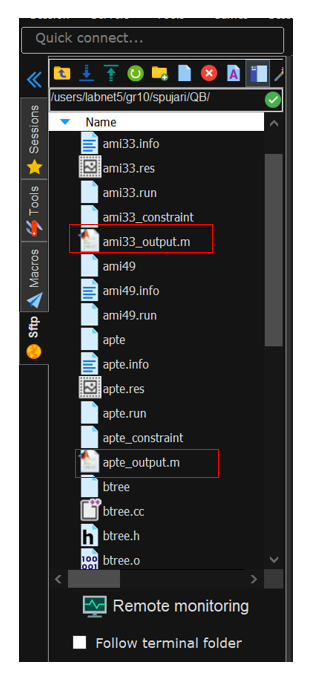 Quick connect...
/users/labnet5/gr10/spujari/QB/
Name
ami33.info
ami33.res
ami33.run
ami33_constraint
ami33_output.m
ami49
ami49.info
ami49.run
apte
apte.info
apte.res
apte.run
apte_constraint
apte_output.m
btree
btree.cc
btree.h
btree.o
Sessions
Tools
Macros
Sftp
Remote monitoring
Follow terminal folder